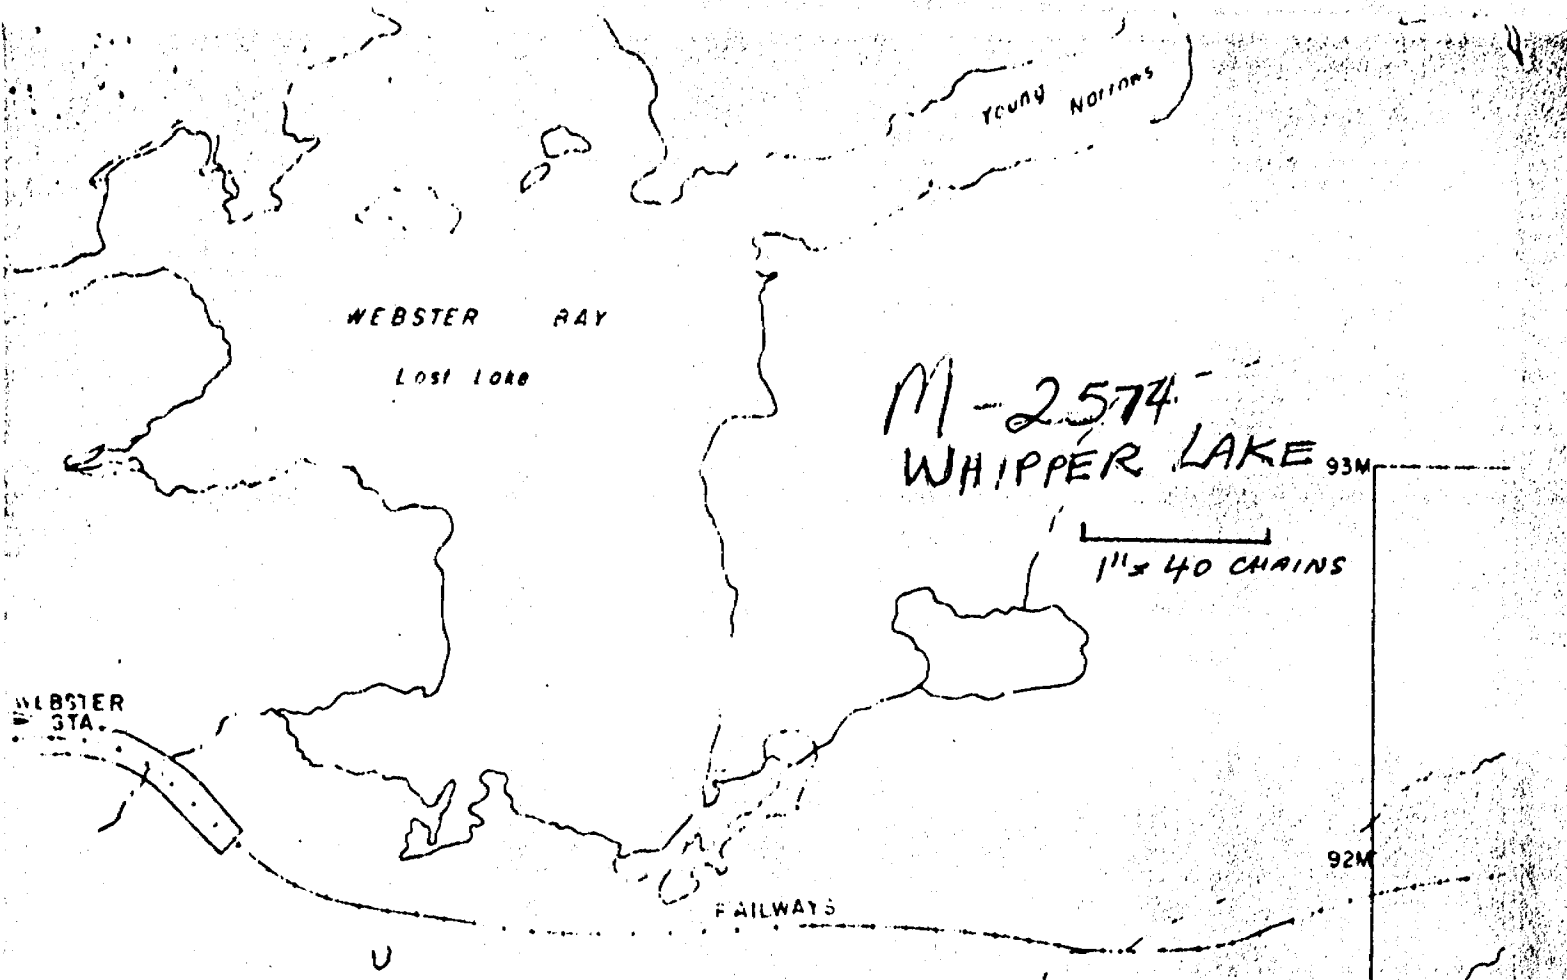 Young Narrows
WEBSTER BAY
Lost Lake
M-2574
WHIPPER LAKE
93M
1" = 40 CHAINS
WEBSTER
STA.
92M
RAILWAYS
U